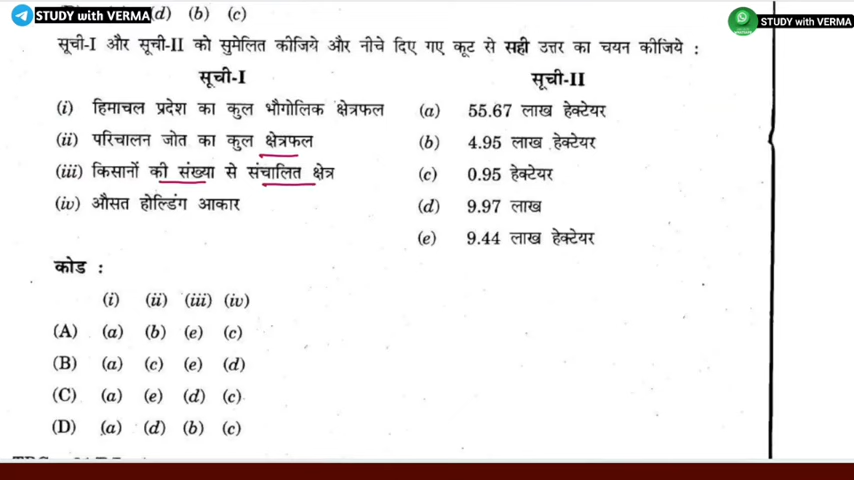 STUDY with VERMA
(d) (b) (c)
STUDY with VERMA
सूची-I और सूची-II को सुमेलित कीजिये और नीचे दिए गए कूट से सही उत्तर का चयन कीजिये :
सूची-I सूची-II
(i) हिमाचल प्रदेश का कुल भौगोलिक क्षेत्रफल (a) 55.67 लाख हेक्टेयर
(ii) परिचालन जोत का कुल क्षेत्रफल (b) 4.95 लाख हेक्टेयर
(iii) किसानों की संख्या से संचालित क्षेत्र (c) 0.95 हेक्टेयर
(iv) औसत होल्डिंग आकार (d) 9.97 लाख
(e) 9.44 लाख हेक्टेयर
कोड :
(i) (ii) (iii) (iv)
(A) (a) (b) (e) (c)
(B) (a) (c) (e) (d)
(C) (a) (e) (d) (c)
(D) (a) (d) (b) (c)